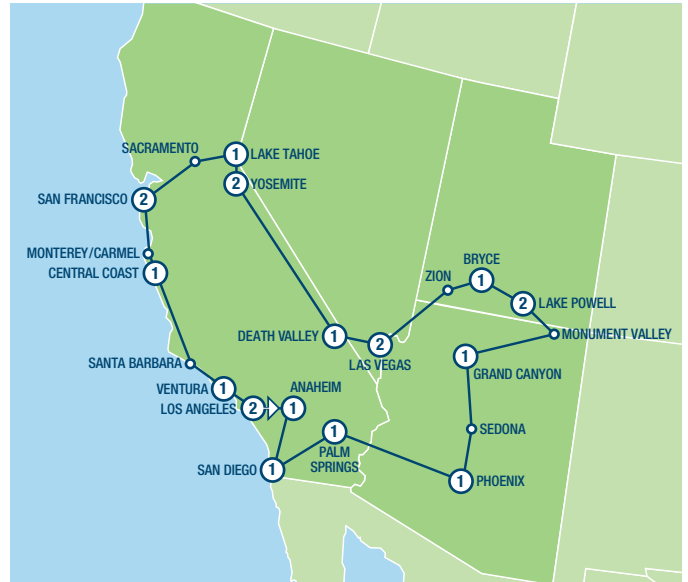 SACRAMENTO
1
LAKE TAHOE
2
YOSEMITE
SAN FRANCISCO
2
MONTEREY/CARMEL
CENTRAL COAST
1
BRYCE
1
ZION
2
LAKE POWELL
DEATH VALLEY
1
2
LAS VEGAS
MONUMENT VALLEY
1
GRAND CANYON
SANTA BARBARA
VENTURA
1
ANAHEIM
LOS ANGELES
2
1
SEDONA
1
PALM
SPRINGS
SAN DIEGO
1
1
PHOENIX